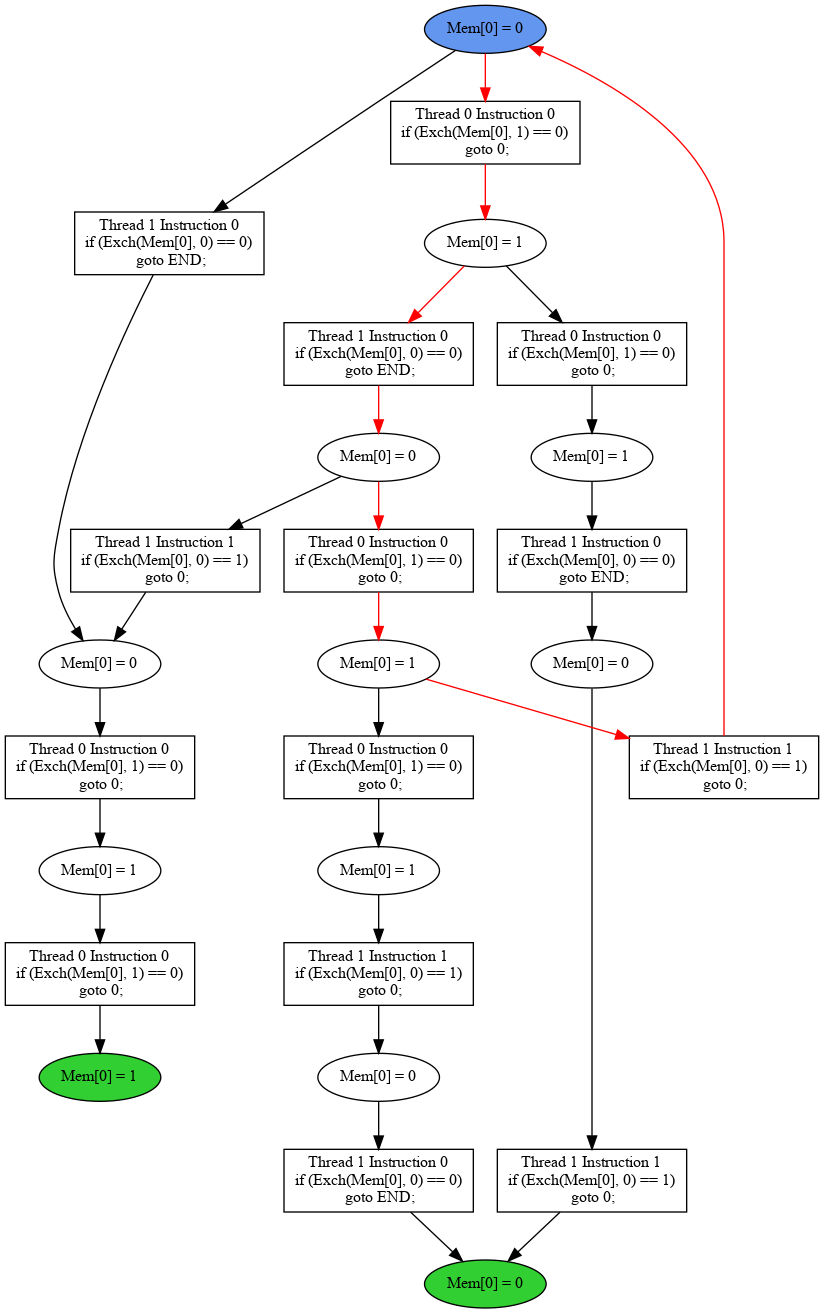 Mem[0] = 0
Thread 0 Instruction 0
if (Exch(Mem[0], 1) == 0)
goto 0;
Thread 1 Instruction 0
if (Exch(Mem[0], 0) == 0)
goto END;
Mem[0] = 1
Thread 1 Instruction 0
if (Exch(Mem[0], 0) == 0)
goto END;
Thread 0 Instruction 0
if (Exch(Mem[0], 1) == 0)
goto 0;
Mem[0] = 0
Mem[0] = 1
Thread 1 Instruction 1
if (Exch(Mem[0], 0) == 1)
goto 0;
Thread 0 Instruction 0
if (Exch(Mem[0], 1) == 0)
goto 0;
Thread 1 Instruction 0
if (Exch(Mem[0], 0) == 0)
goto END;
Mem[0] = 0
Mem[0] = 1
Mem[0] = 0
Thread 0 Instruction 0
if (Exch(Mem[0], 1) == 0)
goto 0;
Thread 0 Instruction 0
if (Exch(Mem[0], 1) == 0)
goto 0;
Thread 1 Instruction 1
if (Exch(Mem[0], 0) == 1)
goto 0;
Mem[0] = 1
Mem[0] = 1
Thread 0 Instruction 0
if (Exch(Mem[0], 1) == 0)
goto 0;
Thread 1 Instruction 1
if (Exch(Mem[0], 0) == 1)
goto 0;
Mem[0] = 1
Mem[0] = 0
Thread 1 Instruction 0
if (Exch(Mem[0], 0) == 0)
goto END;
Thread 1 Instruction 1
if (Exch(Mem[0], 0) == 1)
goto 0;
Mem[0] = 0